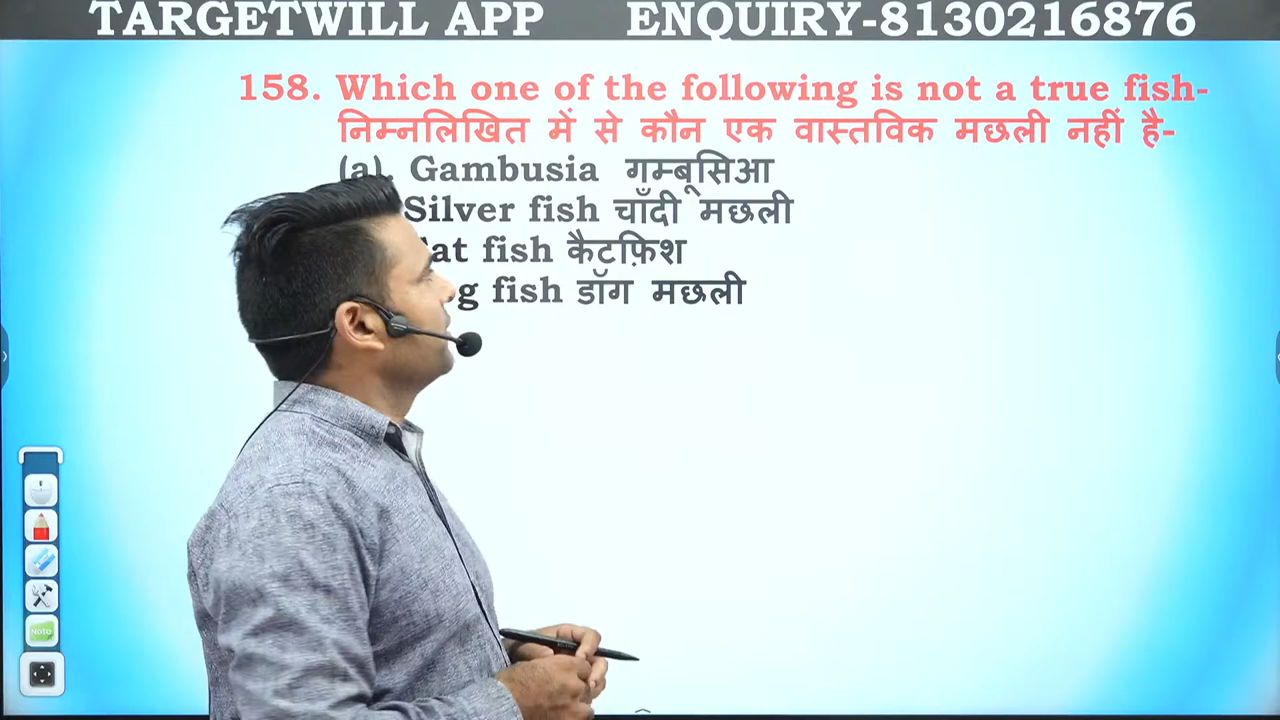 TARGETWILL APP ENQUIRY-8130216876
158. Which one of the following is not a true fish-
निम्नलिखित में से कौन एक वास्तविक मछली नहीं है-
(a). Gambusia गम्बूसिआ
Silver fish चाँदी मछली
fish कैटफ़िश
fish डॉग मछली
NOTE